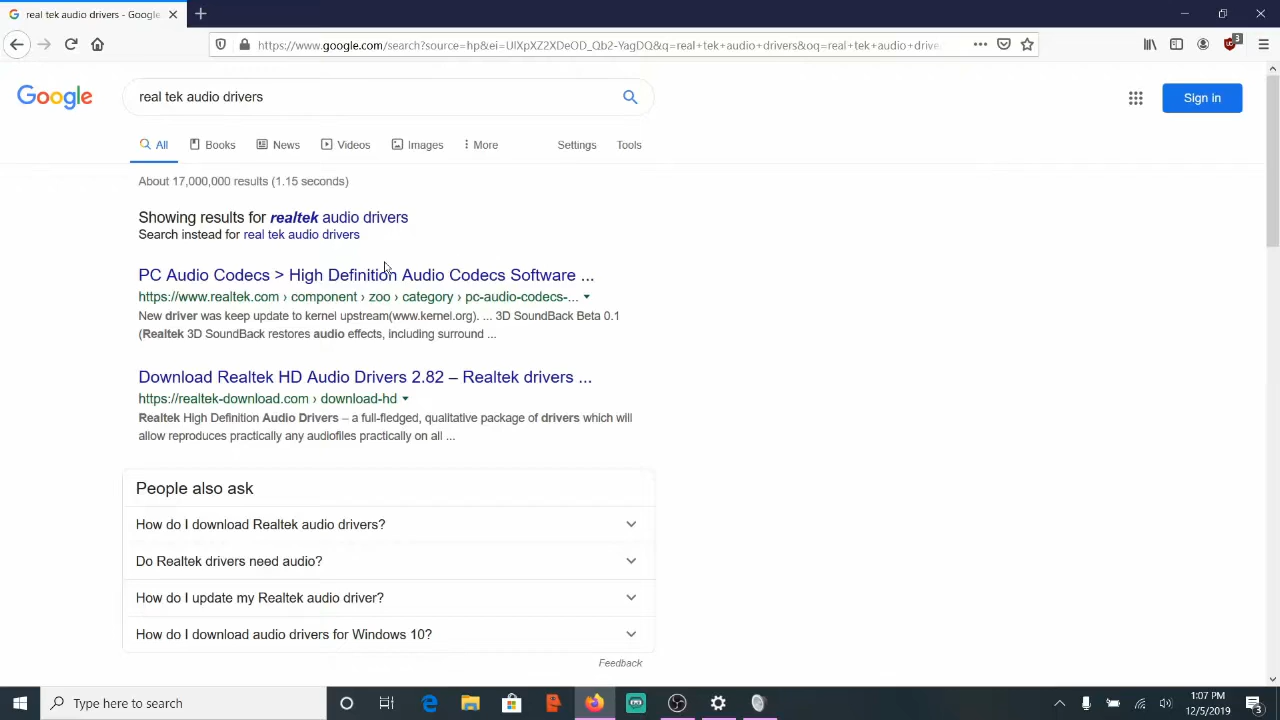 real tek audio drivers - Google
https://www.google.com/search?source=hp&ei=UlXpXZ2XDeOD_Qb2-YagDQ&q=real+tek+audio+drivers&oq=real+tek+audio+drive
3
Google
real tek audio drivers
Sign in
All
Books
News
Videos
Images
More
Settings
Tools
About 17,000,000 results (1.15 seconds)
Showing results for realtek audio drivers
Search instead for real tek audio drivers
PC Audio Codecs > High Definition Audio Codecs Software ...
https://www.realtek.com › component › zoo › category › pc-audio-codecs-...
New driver was keep update to kernel upstream(www.kernel.org). ... 3D SoundBack Beta 0.1
(Realtek 3D SoundBack restores audio effects, including surround ...
Download Realtek HD Audio Drivers 2.82 – Realtek drivers ...
https://realtek-download.com › download-hd
Realtek High Definition Audio Drivers – a full-fledged, qualitative package of drivers which will
allow reproduces practically any audiofiles practically on all ...
People also ask
How do I download Realtek audio drivers?
Do Realtek drivers need audio?
How do I update my Realtek audio driver?
How do I download audio drivers for Windows 10?
Feedback
Type here to search
1:07 PM
12/5/2019
3